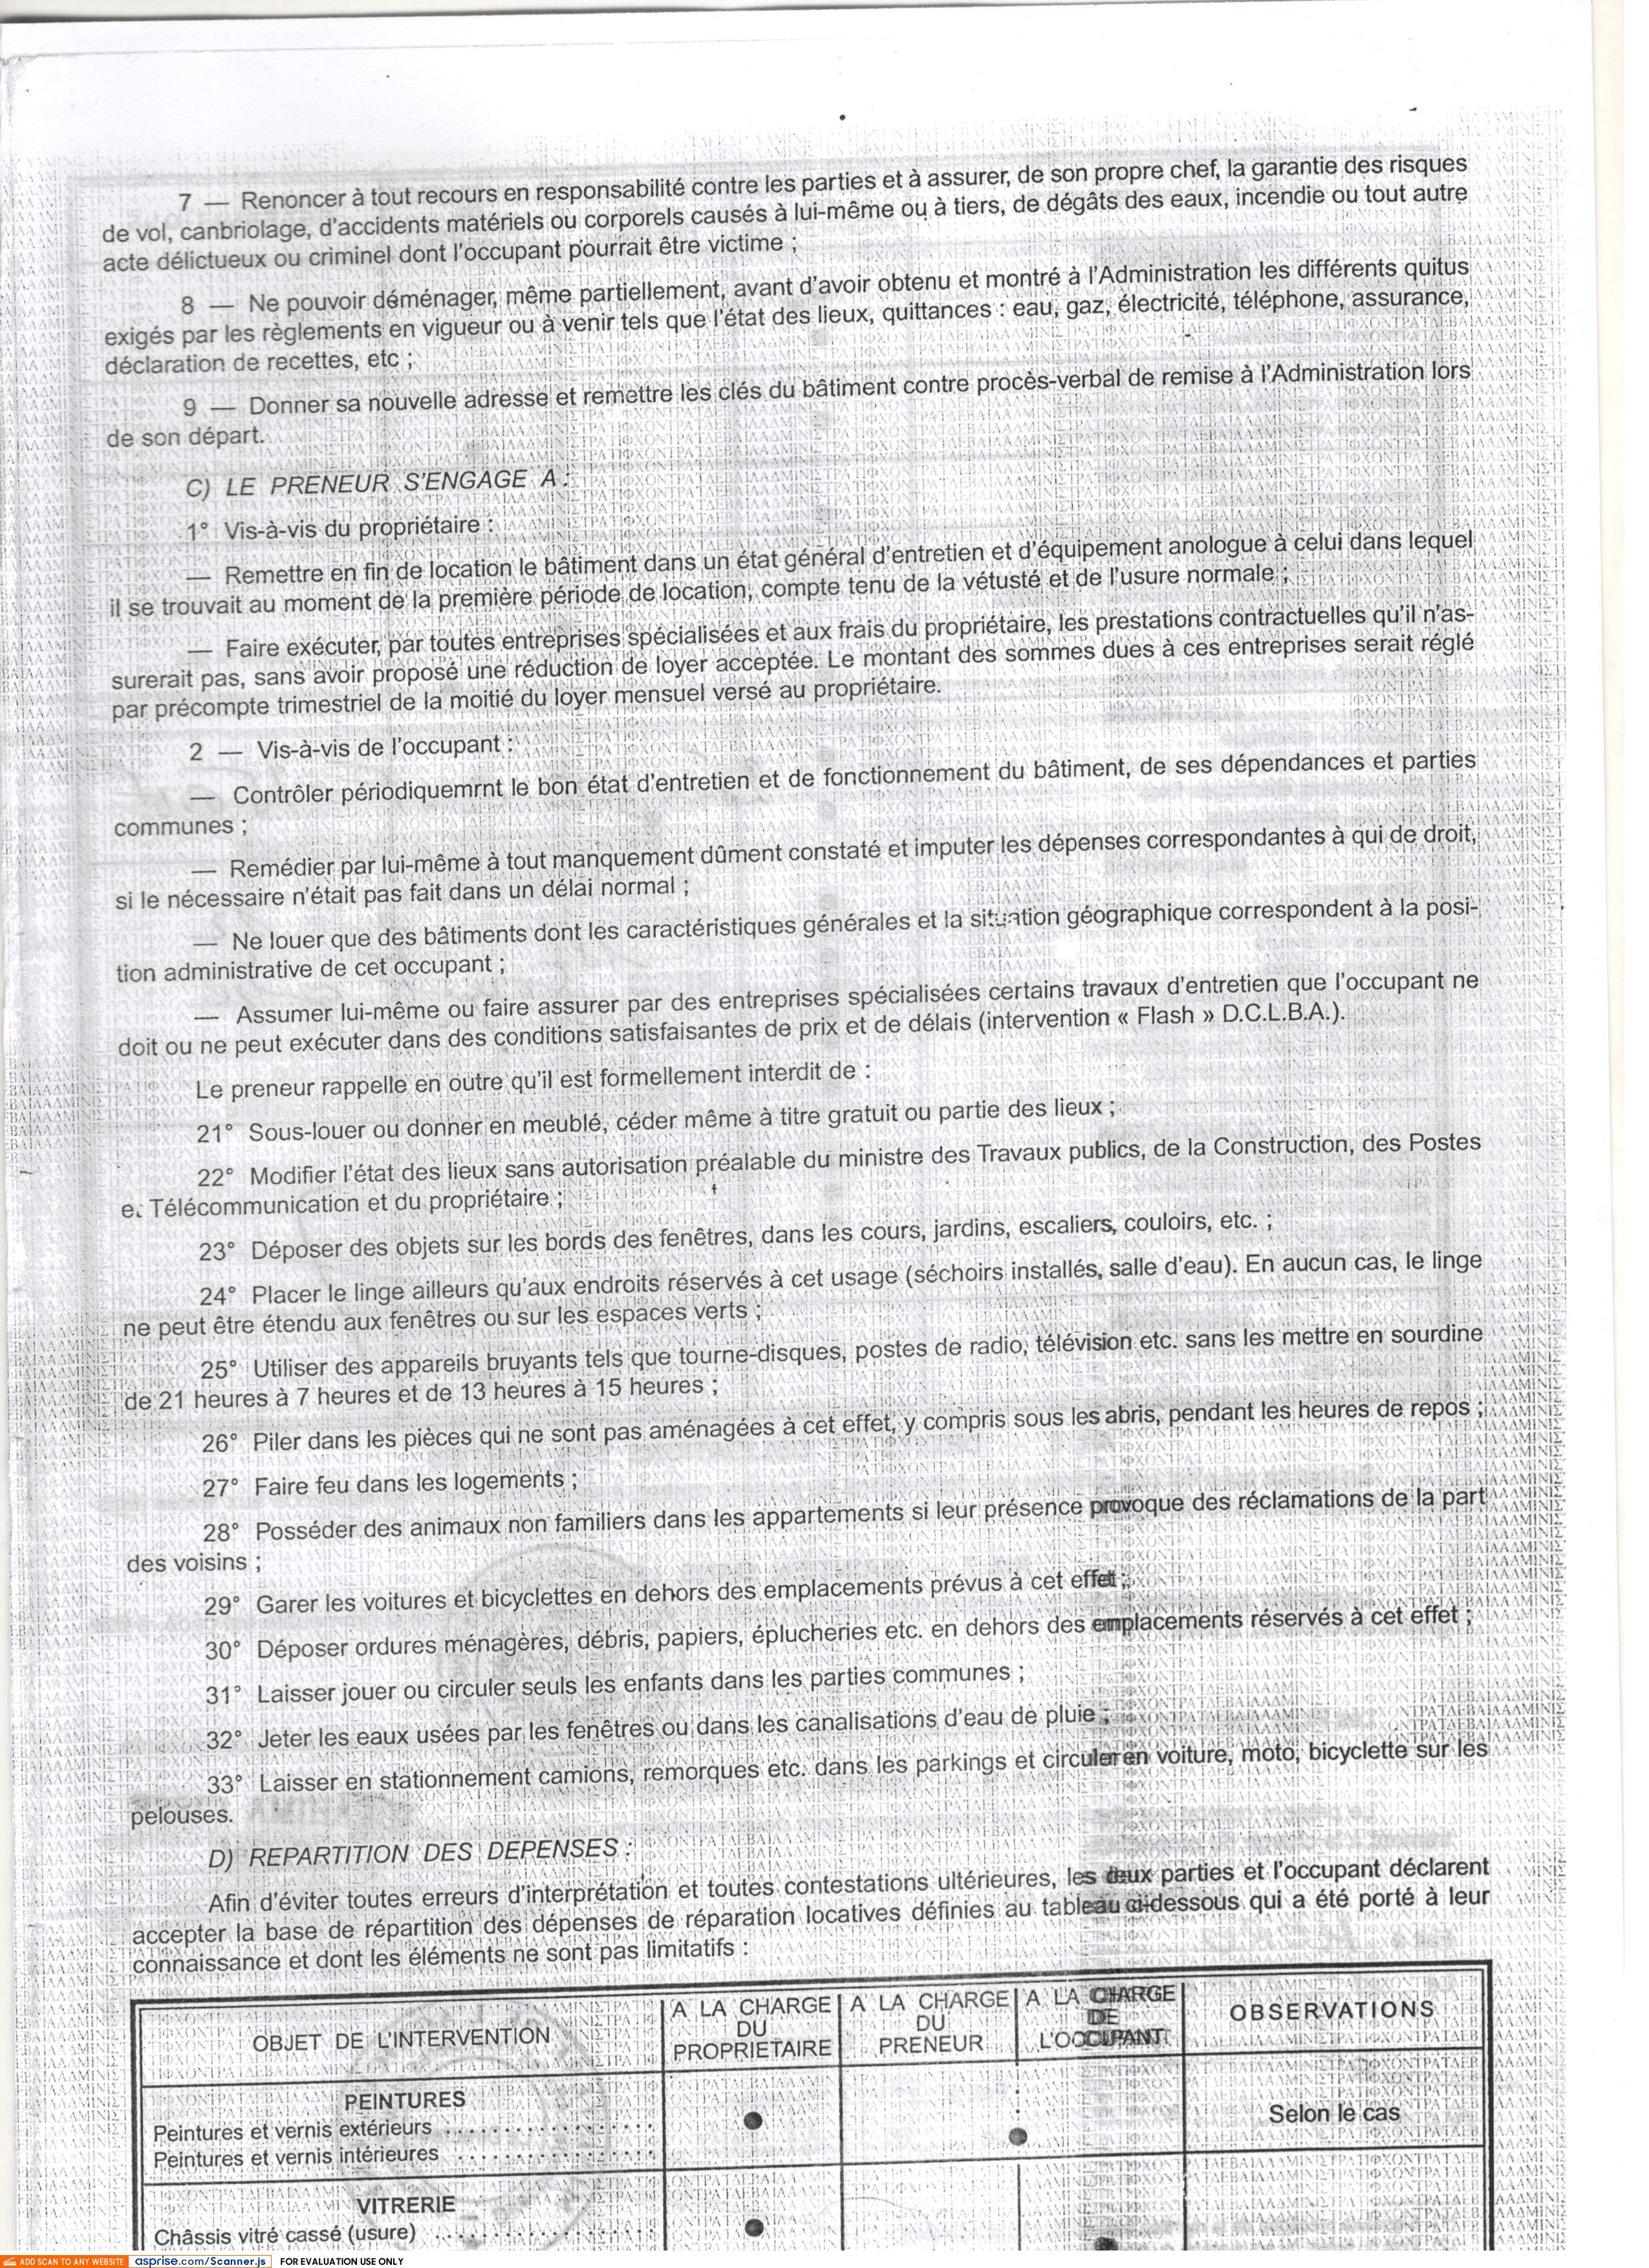 7 — Renoncer à tout recours en responsabilité contre les parties et à assurer, de son propre chef, la garantie des risques
de vol, canbriolage, d'accidents matériels ou corporels causés à lui-même ou à tiers, de dégâts des eaux, incendie ou tout autre
acte délictueux ou criminel dont l'occupant pourrait être victime ;
8 — Ne pouvoir déménager, même partiellement, avant d'avoir obtenu et montré à l'Administration les différents quitus
exigés par les règlements en vigueur ou à venir tels que l'état des lieux, quittances : eau, gaz, électricité, téléphone, assurance,
déclaration de recettes, etc ;
9 — Donner sa nouvelle adresse et remettre les clés du bâtiment contre procès-verbal de remise à l'Administration lors
de son départ.
C) LE PRENEUR S'ENGAGE A :
1° Vis-à-vis du propriétaire :
— Remettre en fin de location le bâtiment dans un état général d'entretien et d'équipement anologue à celui dans lequel
il se trouvait au moment de la première période de location, compte tenu de la vétusté et de l'usure normale ;
— Faire exécuter, par toutes entreprises spécialisées et aux frais du propriétaire, les prestations contractuelles qu'il n'as-
surerait pas, sans avoir proposé une réduction de loyer acceptée. Le montant des sommes dues à ces entreprises serait réglé
par précompte trimestriel de la moitié du loyer mensuel versé au propriétaire.
2 — Vis-à-vis de l'occupant :
— Contrôler périodiquemrnt le bon état d'entretien et de fonctionnement du bâtiment, de ses dépendances et parties
communes ;
— Remédier par lui-même à tout manquement dûment constaté et imputer les dépenses correspondantes à qui de droit,
si le nécessaire n'était pas fait dans un délai normal ;
— Ne louer que des bâtiments dont les caractéristiques générales et la situation géographique correspondent à la posi-
tion administrative de cet occupant ;
— Assumer lui-même ou faire assurer par des entreprises spécialisées certains travaux d'entretien que l'occupant ne
doit ou ne peut exécuter dans des conditions satisfaisantes de prix et de délais (intervention « Flash » D.C.L.B.A.).
Le preneur rappelle en outre qu'il est formellement interdit de :
21° Sous-louer ou donner en meublé, céder même à titre gratuit ou partie des lieux ;
22° Modifier l'état des lieux sans autorisation préalable du ministre des Travaux publics, de la Construction, des Postes
e. Télécommunication et du propriétaire ;
23° Déposer des objets sur les bords des fenêtres, dans les cours, jardins, escaliers, couloirs, etc. ;
24° Placer le linge ailleurs qu'aux endroits réservés à cet usage (séchoirs installés, salle d'eau). En aucun cas, le linge
ne peut être étendu aux fenêtres ou sur les espaces verts ;
25° Utiliser des appareils bruyants tels que tourne-disques, postes de radio, télévision etc. sans les mettre en sourdine
de 21 heures à 7 heures et de 13 heures à 15 heures ;
26° Piler dans les pièces qui ne sont pas aménagées à cet effet, y compris sous les abris, pendant les heures de repos ;
27° Faire feu dans les logements ;
28° Posséder des animaux non familiers dans les appartements si leur présence provoque des réclamations de la part
des voisins ;
29° Garer les voitures et bicyclettes en dehors des emplacements prévus à cet effet ;
30° Déposer ordures ménagères, débris, papiers, éplucheries etc. en dehors des emplacements réservés à cet effet ;
31° Laisser jouer ou circuler seuls les enfants dans les parties communes ;
32° Jeter les eaux usées par les fenêtres ou dans les canalisations d'eau de pluie ;
33° Laisser en stationnement camions, remorques etc. dans les parkings et circuler en voiture, moto, bicyclette sur les
pelouses.
D) REPARTITION DES DEPENSES :
Afin d'éviter toutes erreurs d'interprétation et toutes contestations ultérieures, les deux parties et l'occupant déclarent
accepter la base de répartition des dépenses de réparation locatives définies au tableau ci-dessous qui a été porté à leur
connaissance et dont les éléments ne sont pas limitatifs :
OBJET DE L'INTERVENTION
A LA CHARGE
DU
PROPRIETAIRE
A LA CHARGE
DU
PRENEUR
A LA CHARGE
DE
L'OCCUPANT
OBSERVATIONS
PEINTURES
Peintures et vernis extérieurs
Peintures et vernis intérieures
Selon le cas
VITRERIE
Châssis vitré cassé (usure)
ADD SCAN TO ANY WEBSITE asprise.com/Scanner.js FOR EVALUATION USE ONLY